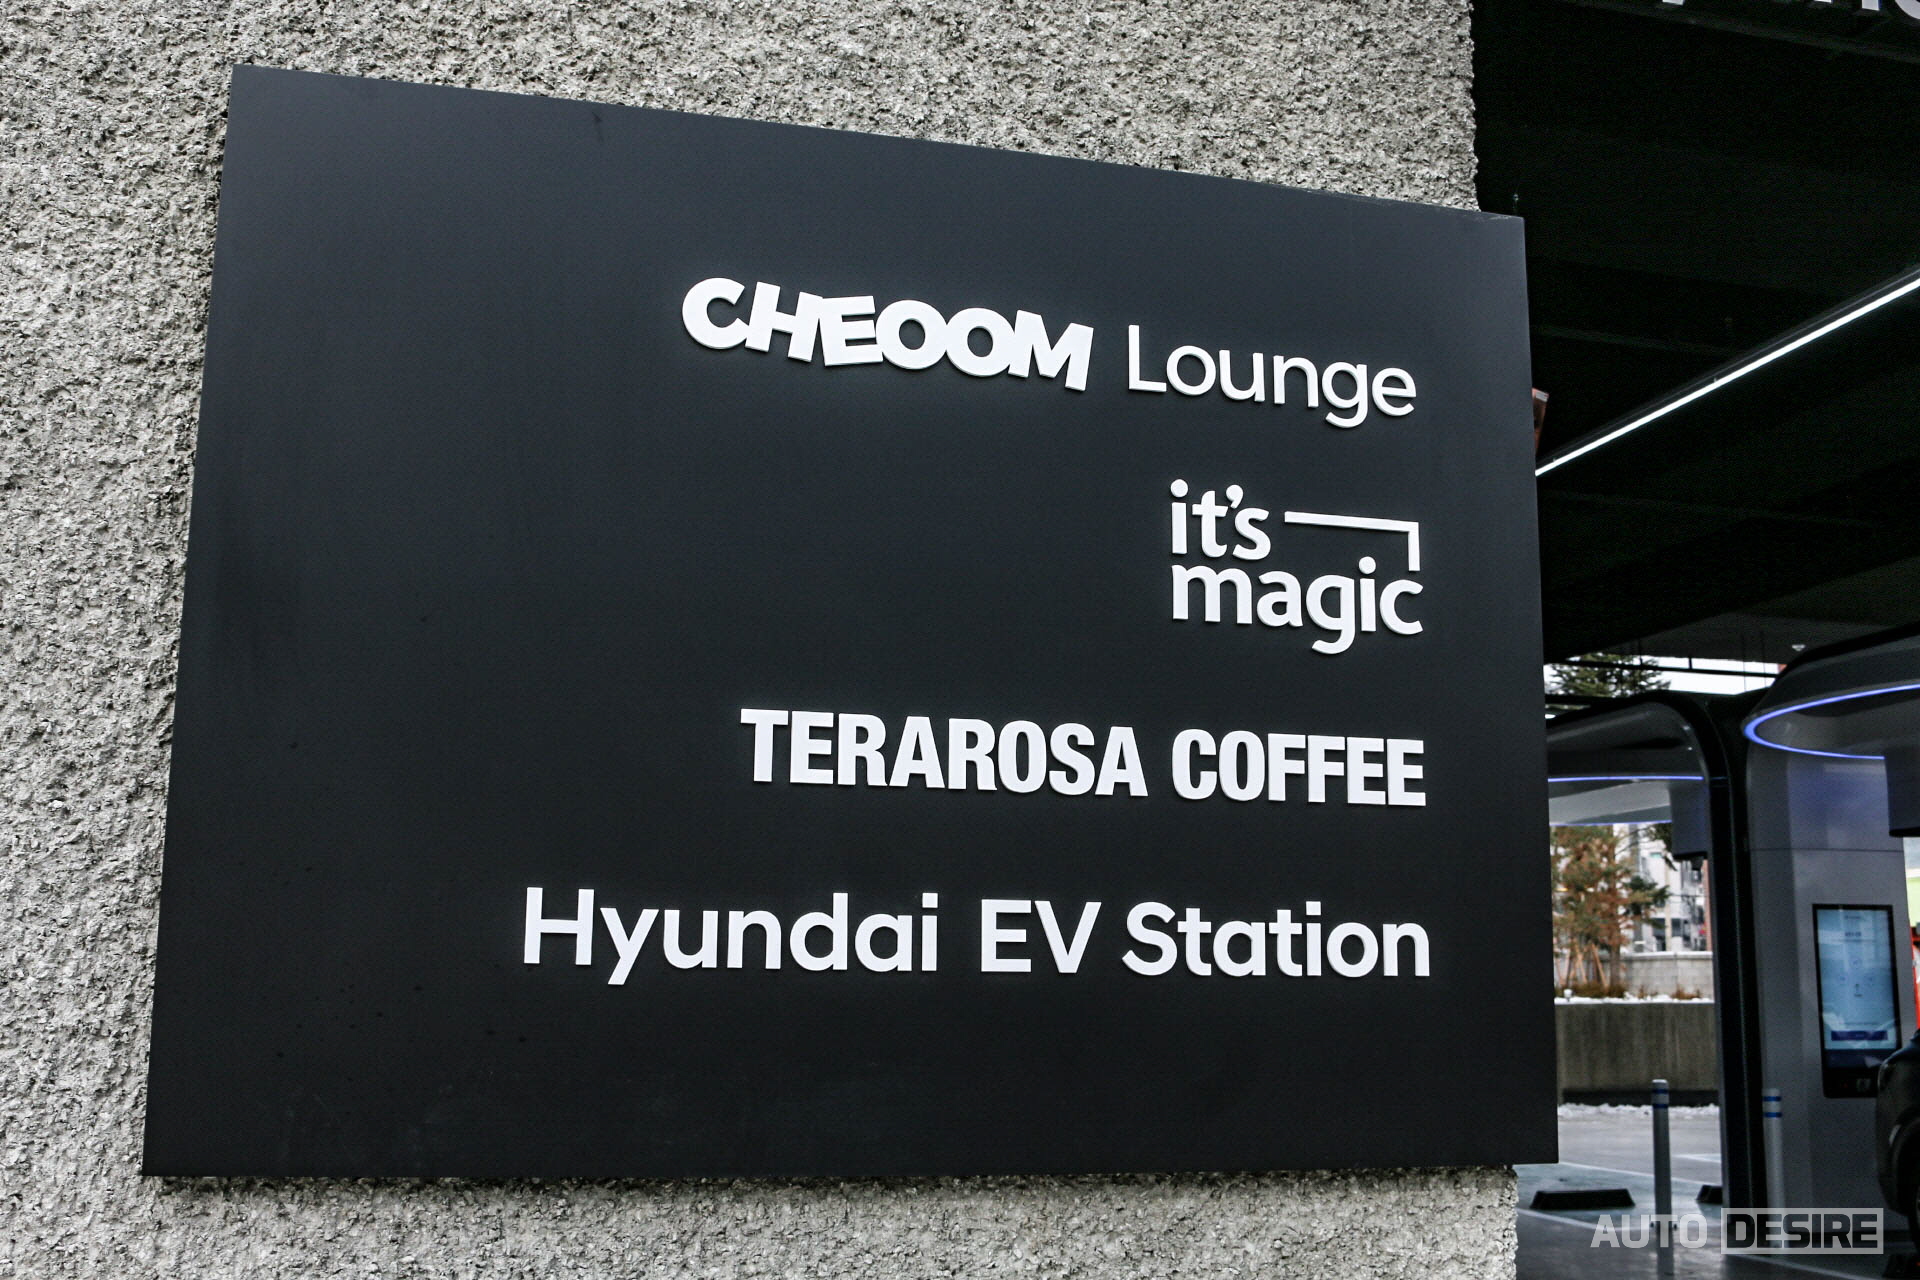 CHEOOM Lounge
it's
magic
TERAROSA COFFEE
Hyundai EV Station
AUTO DESIRE